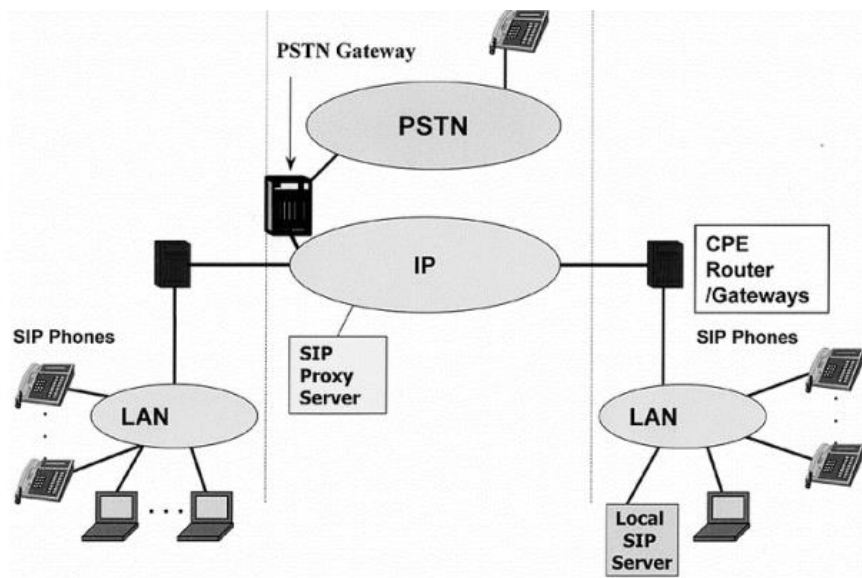 PSTN Gateway
PSTN
IP
CPE
Router
/Gateways
SIP Phones
SIP Phones
SIP
Proxy
Server
LAN
LAN
Local
SIP
Server